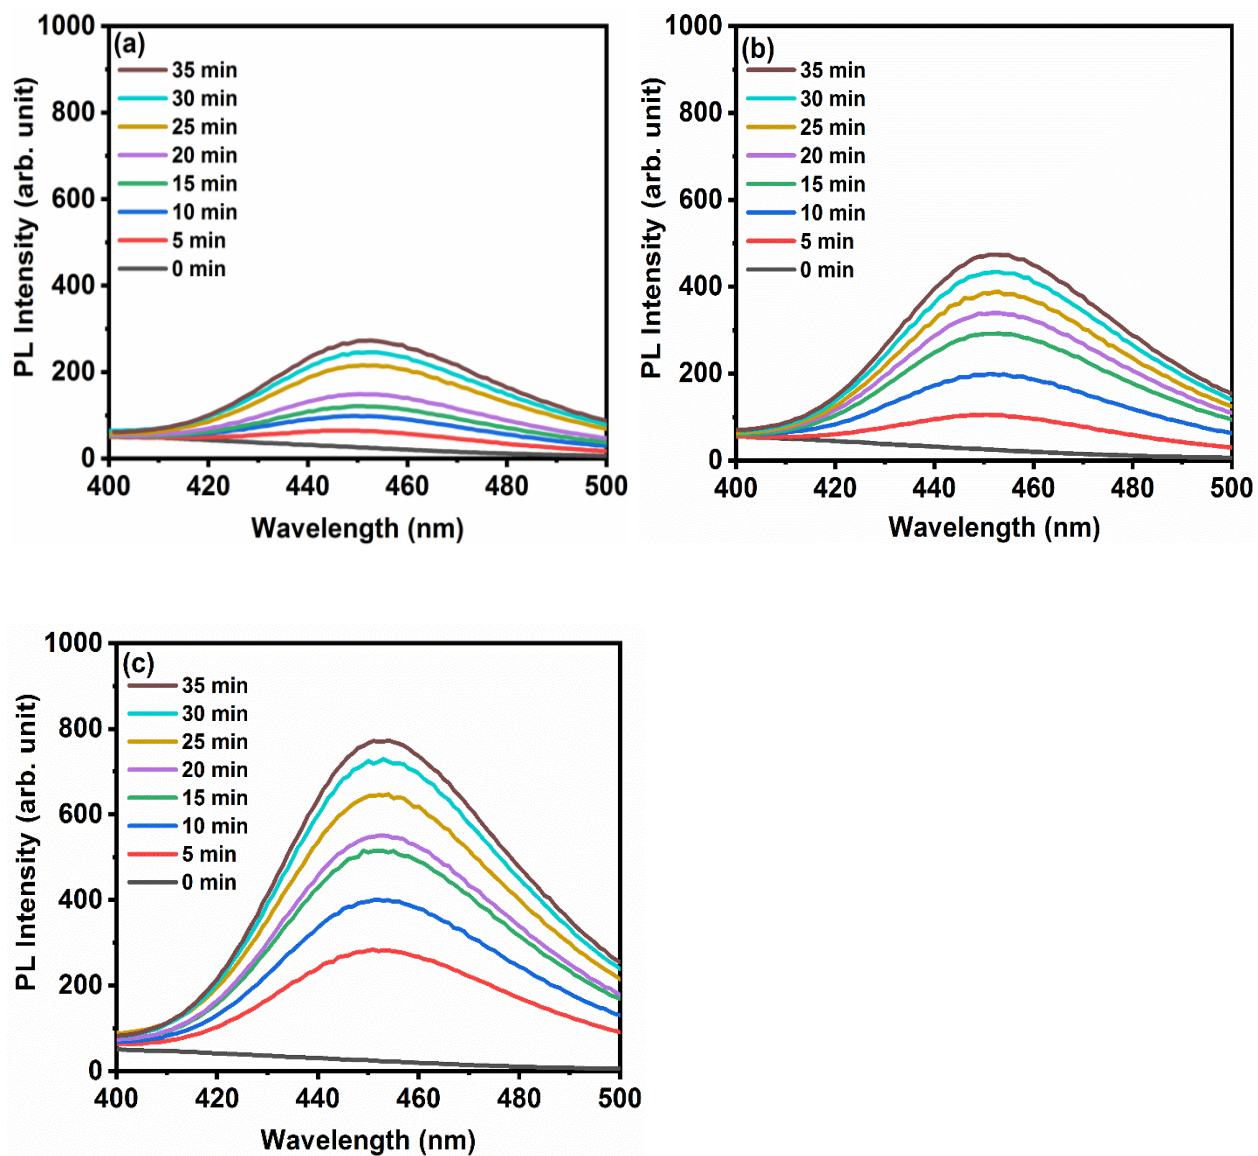 (a)
35 min
30 min
25 min
20 min
15 min
10 min
5 min
0 min
PL Intensity (arb. unit)
1000
800
600
400
200
0
400 420 440 460 480 500
Wavelength (nm)
(b)
35 min
30 min
25 min
20 min
15 min
10 min
5 min
0 min
PL Intensity (arb. unit)
1000
800
600
400
200
0
400 420 440 460 480 500
Wavelength (nm)
(c)
35 min
30 min
25 min
20 min
15 min
10 min
5 min
0 min
PL Intensity (arb. unit)
1000
800
600
400
200
0
400 420 440 460 480 500
Wavelength (nm)